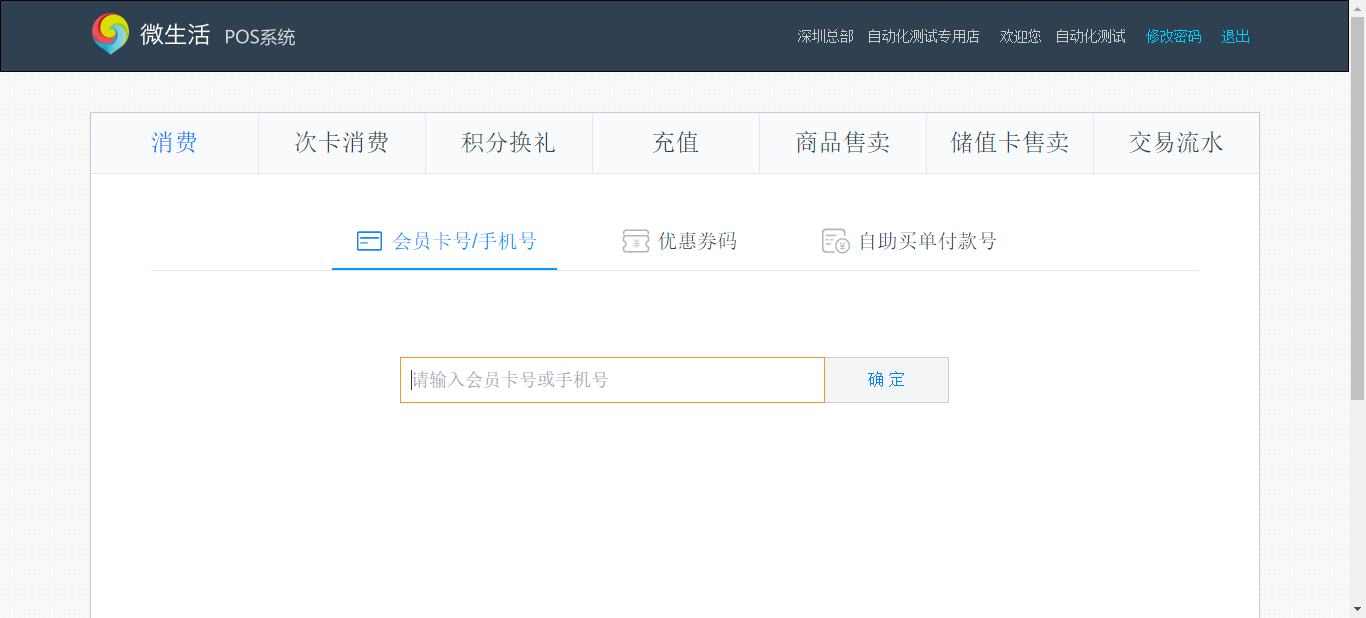 微生活 POS系统 深圳总部 自动化测试专用店 欢迎您 自动化测试 修改密码 退出
消费 次卡消费 积分换礼 充值 商品售卖 储值卡售卖 交易流水
会员卡号/手机号 优惠券码 自助买单付款号
请输入会员卡号或手机号 确 定